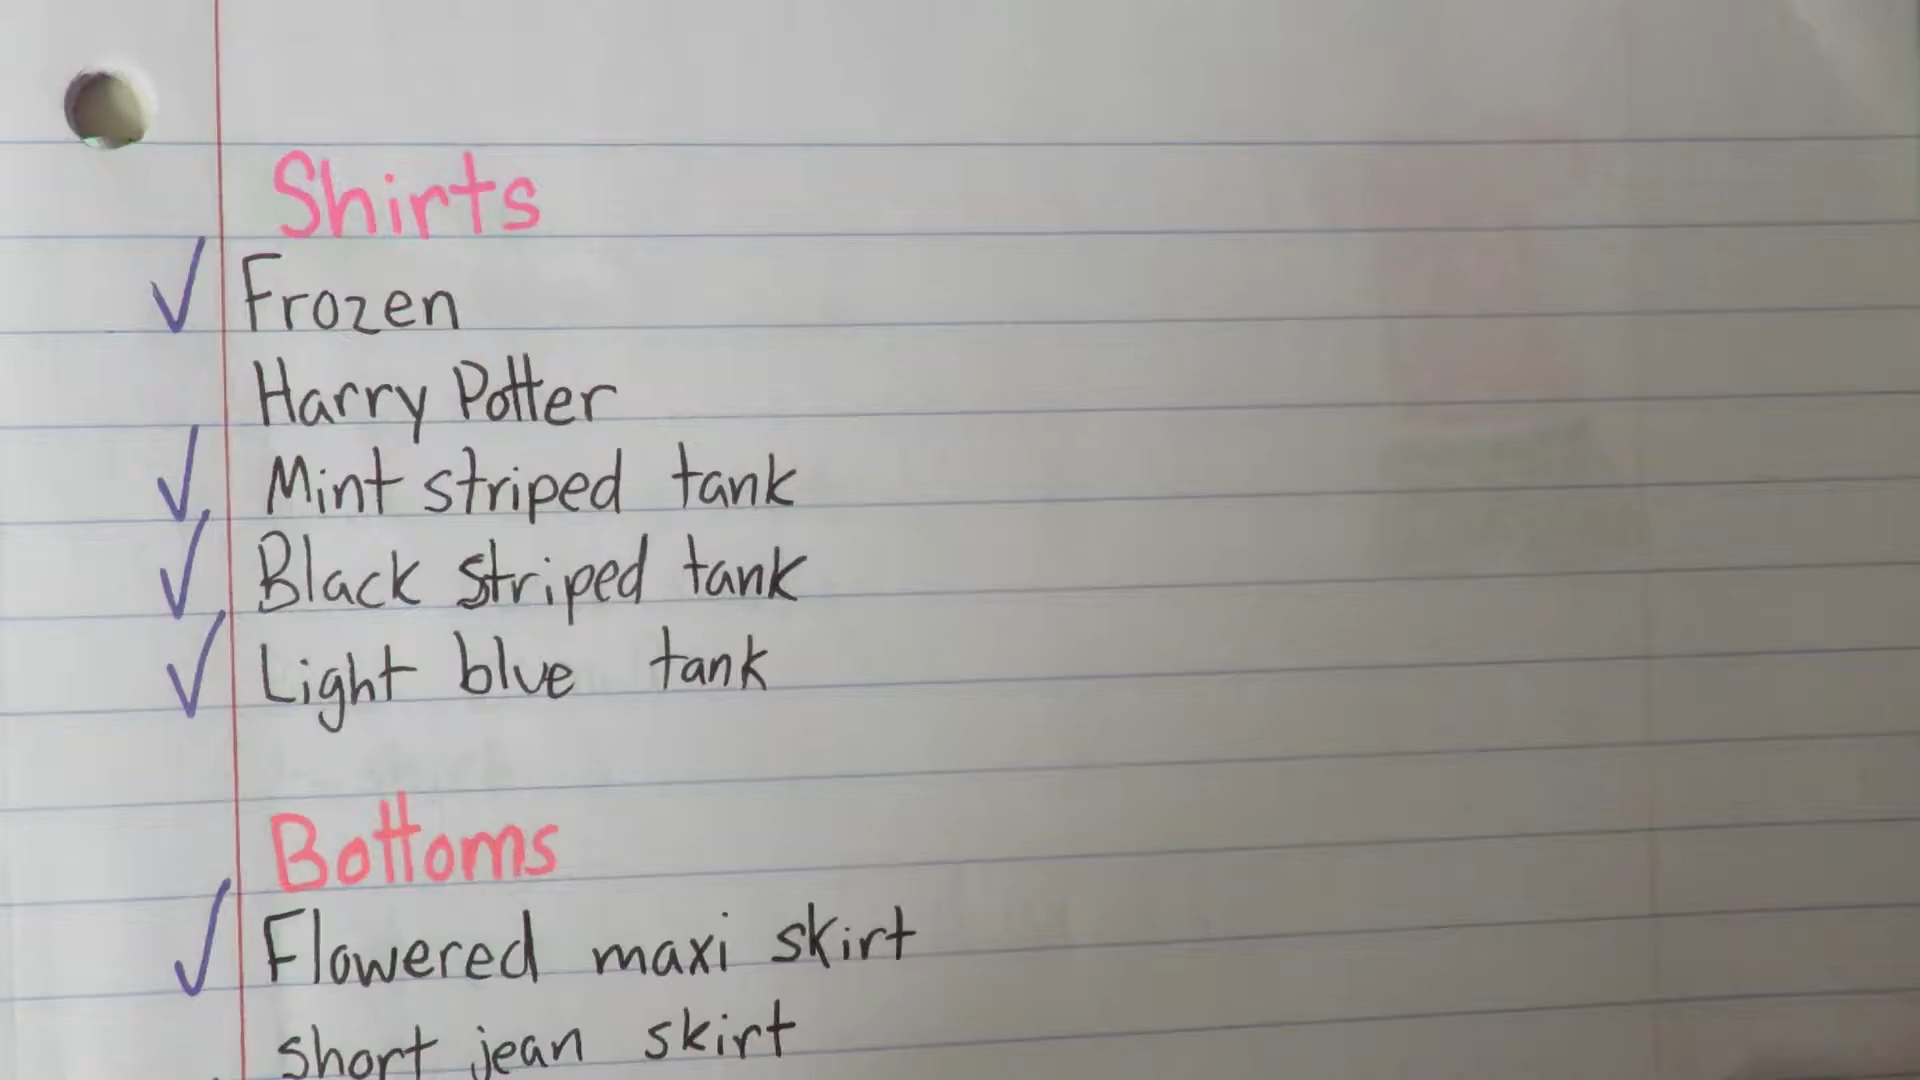 Shirts
✓ Frozen
Harry Potter
✓ Mint striped tank
✓ Black striped tank
✓ Light blue tank
Bottoms
✓ Flowered maxi skirt
short jean skirt